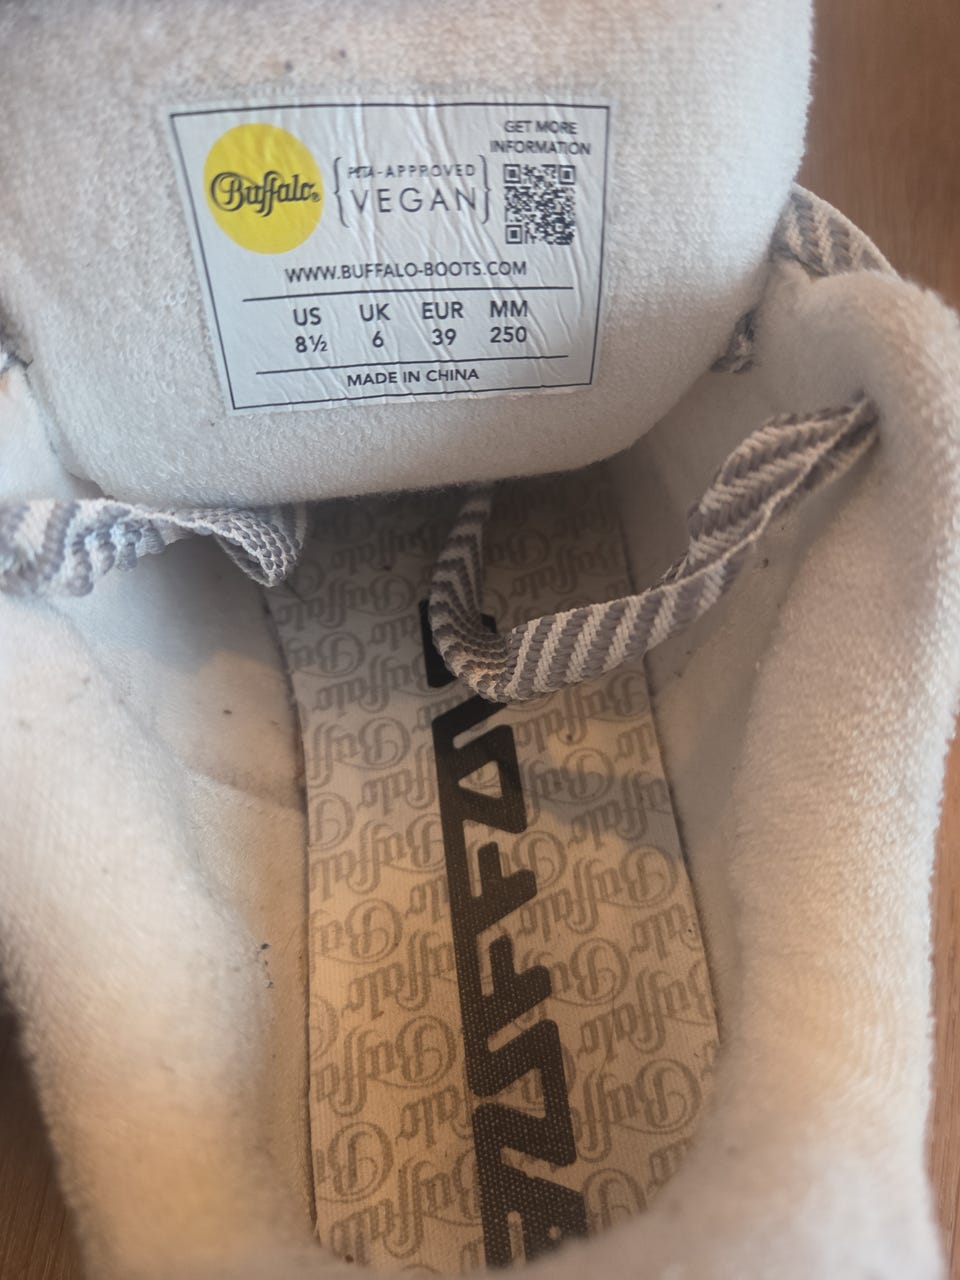 Buffalo®
{PETA-APPROVED
VEGAN}
GET MORE
INFORMATION
WWW.BUFFALO-BOOTS.COM
US UK EUR MM
8½ 6 39 250
MADE IN CHINA
Buffalo
BUFFALO